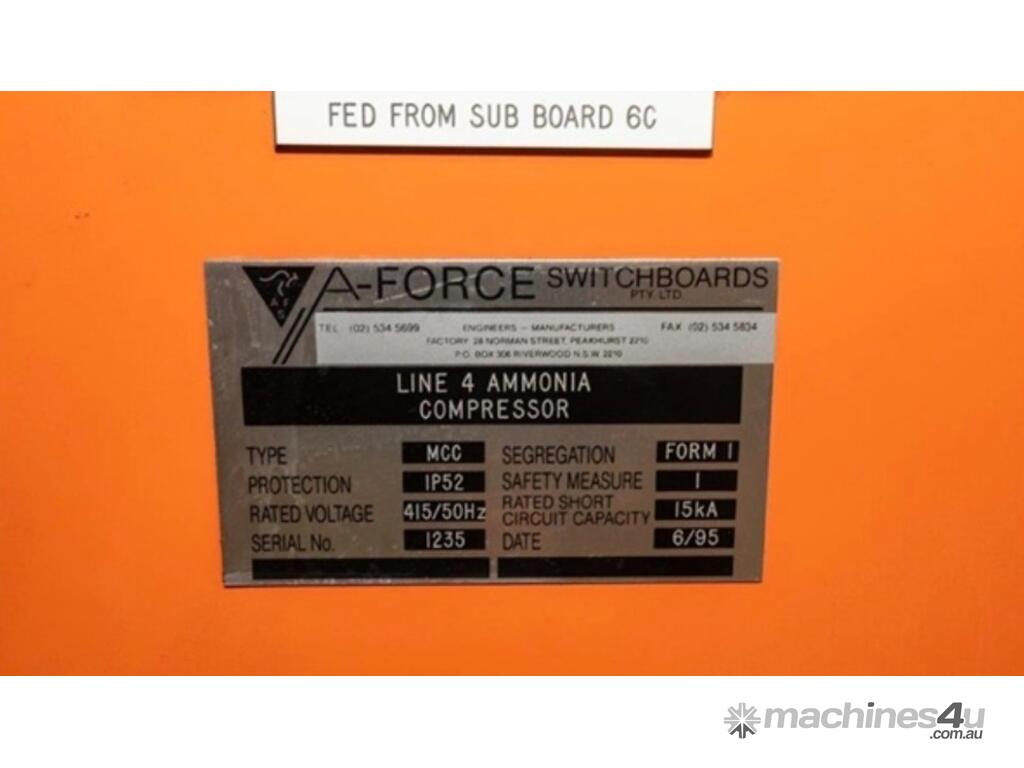 FED FROM SUB BOARD 6C
AFS
A-FORCE SWITCHBOARDS
PTY. LTD.
TEL (02) 534 5699 ENGINEERS – MANUFACTURERS FAX (02) 534 5834
FACTORY 28 NORMAN STREET, PEAKHURST 2210
P.O. BOX 306 RIVERWOOD N.S.W. 2210
LINE 4 AMMONIA
COMPRESSOR
TYPE MCC SEGREGATION FORM 1
PROTECTION IP52 SAFETY MEASURE 1
RATED VOLTAGE 415/50Hz RATED SHORT CIRCUIT CAPACITY 15kA
SERIAL No. 1235 DATE 6/95
machines4u
.com.au